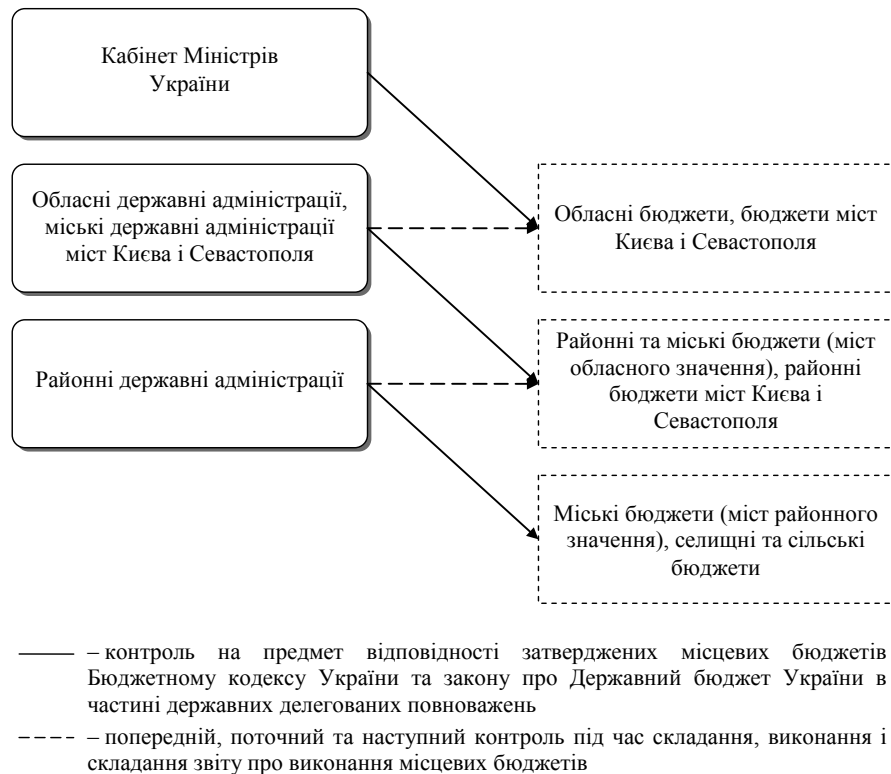 Кабінет Міністрів
України
Обласні державні адміністрації,
міські державні адміністрації
міст Києва і Севастополя
Обласні бюджети, бюджети міст
Києва і Севастополя
Районні державні адміністрації
Районні та міські бюджети (міст
обласного значення), районні
бюджети міст Києва і
Севастополя
Міські бюджети (міст районного
значення), селищні та сільські
бюджети
– контроль на предмет відповідності затверджених місцевих бюджетів
Бюджетному кодексу України та закону про Державний бюджет України в
частині державних делегованих повноважень
– попередній, поточний та наступний контроль під час складання, виконання і
складання звіту про виконання місцевих бюджетів